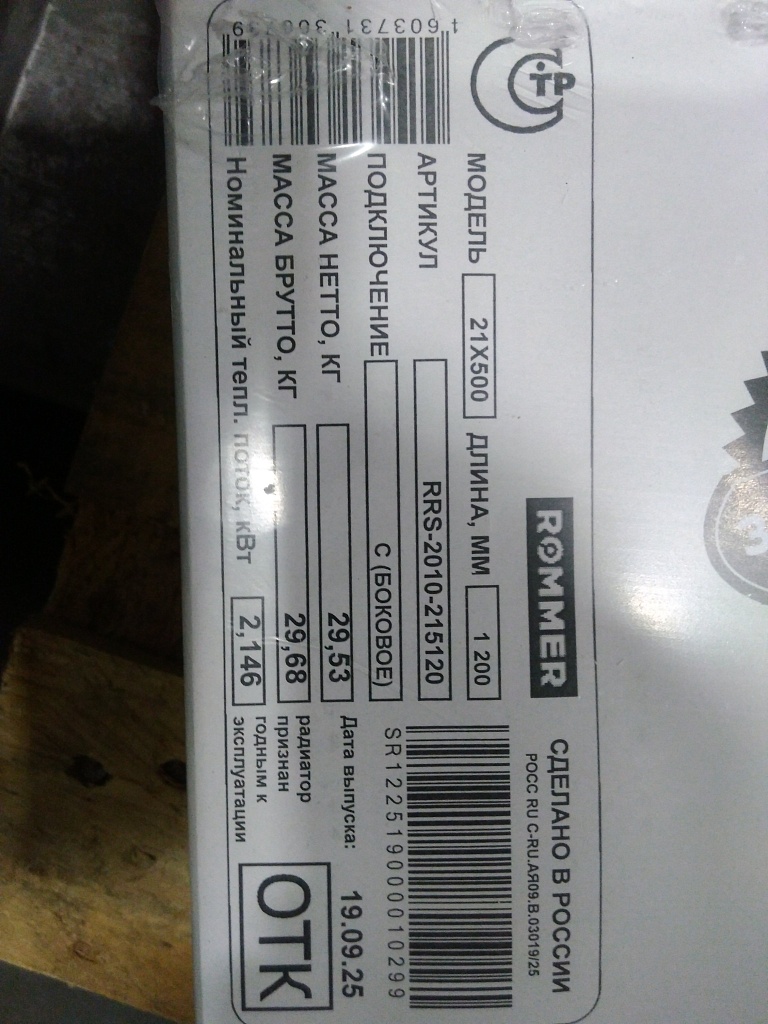 ROMMER
СДЕЛАНО В РОССИИ
РОСС RU С-RU.АЯ09.В.03019/25
МОДЕЛЬ 21X500 ДЛИНА, ММ 1 200
АРТИКУЛ RRS-2010-215120
ПОДКЛЮЧЕНИЕ С (БОКОВОЕ)
МАССА НЕТТО, КГ 29,53
МАССА БРУТТО, КГ 29,68
Номинальный тепл. поток, кВт 2,146
SR1225190000010299
Дата выпуска: 19.09.25
радиатор
признан
годным к
эксплуатации
ОТК